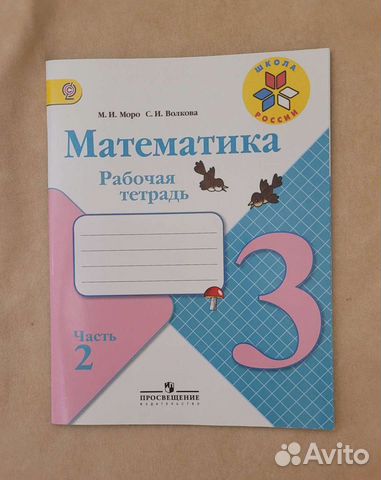 М. И. Моро С. И. Волкова
ШКОЛА
РОССИИ
Математика
Рабочая
тетрадь
3
Часть
2
ПРОСВЕЩЕНИЕ
ИЗДАТЕЛЬСТВО
Avito